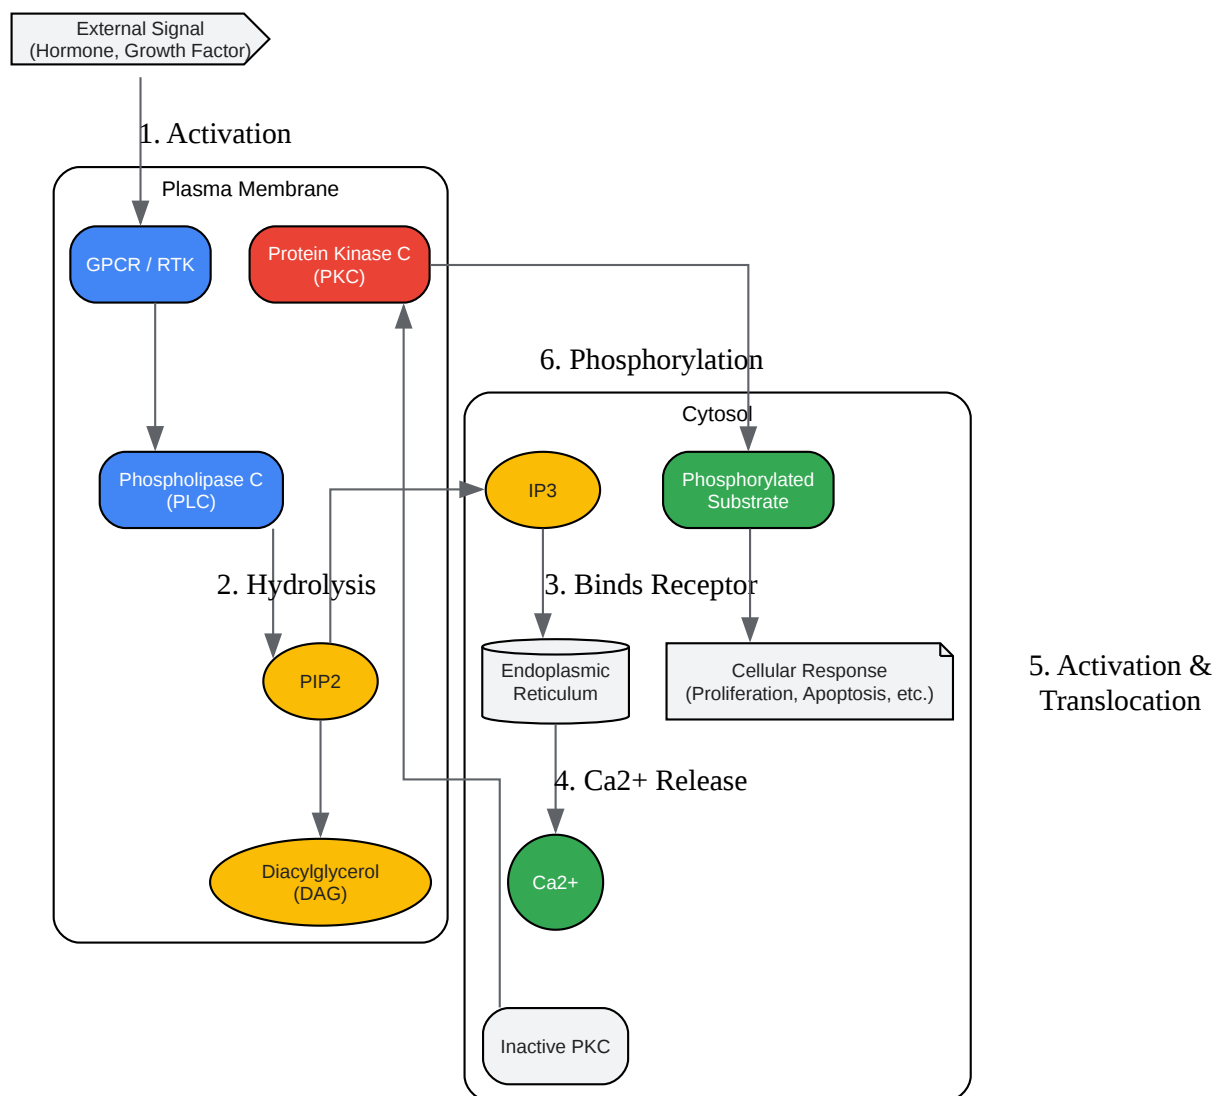 External Signal
(Hormone, Growth Factor)
1. Activation
Plasma Membrane
GPCR / RTK
Protein Kinase C
(PKC)
6. Phosphorylation
Cytosol
Phospholipase C
(PLC)
IP3
Phosphorylated
Substrate
2. Hydrolysis
3. Binds Receptor
PIP2
Endoplasmic
Reticulum
Cellular Response
(Proliferation, Apoptosis, etc.)
5. Activation &
Translocation
4. Ca2+ Release
Diacylglycerol
(DAG)
Ca2+
Inactive PKC